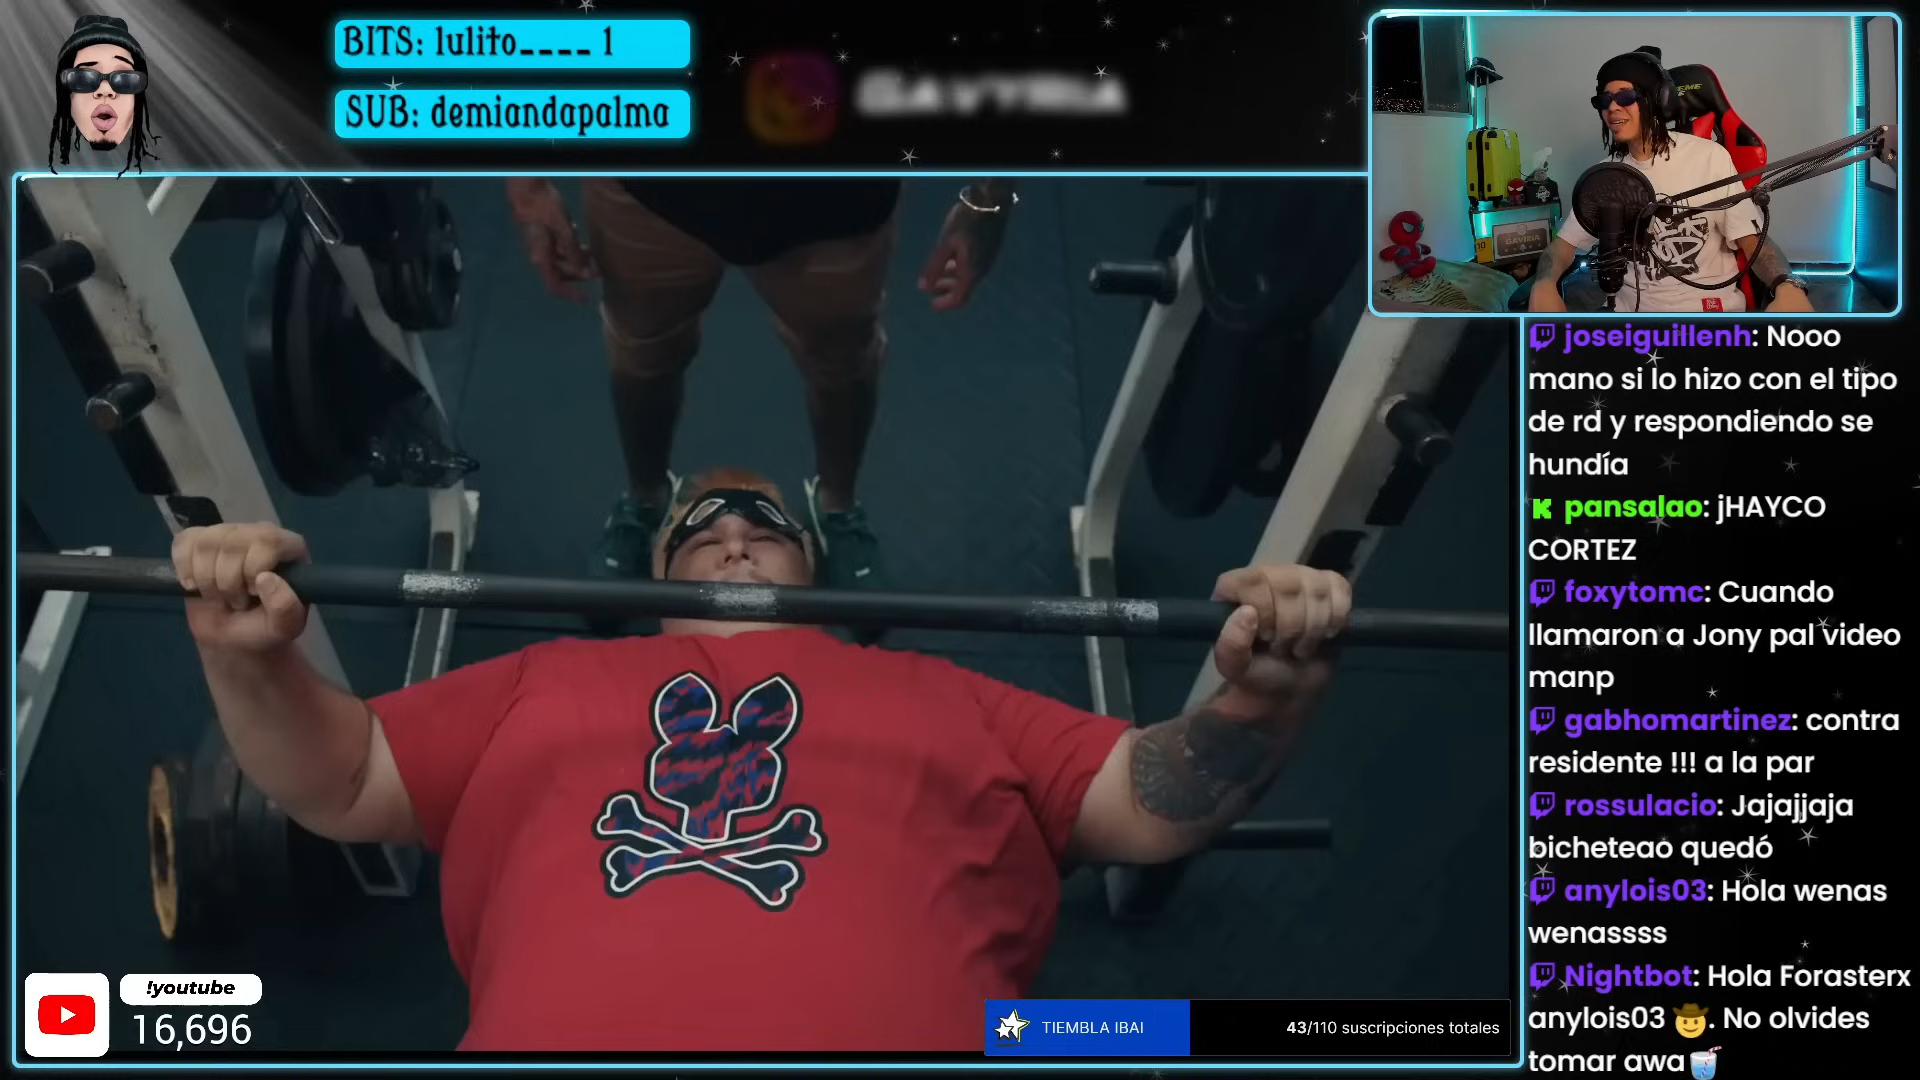 BITS: lulito____ 1
SUB: demiandapalma
GAVYRIA
GAVIRIA
joseiguillenh: Nooo
mano si lo hizo con el tipo
de rd y respondiendo se
hundía
pansalao: jHAYCO
CORTEZ
foxytomc: Cuando
llamaron a Jony pal video
manp
gabhomartinez: contra
residente !!! a la par
rossulacio: Jajajjaja
bicheteao quedó
anylois03: Hola wenas
wenassss
Nightbot: Hola Forasterx
anylois03 🤠. No olvides
tomar awa🥤
!youtube
16,696
TIEMBLA IBAI
43/110 suscripciones totales